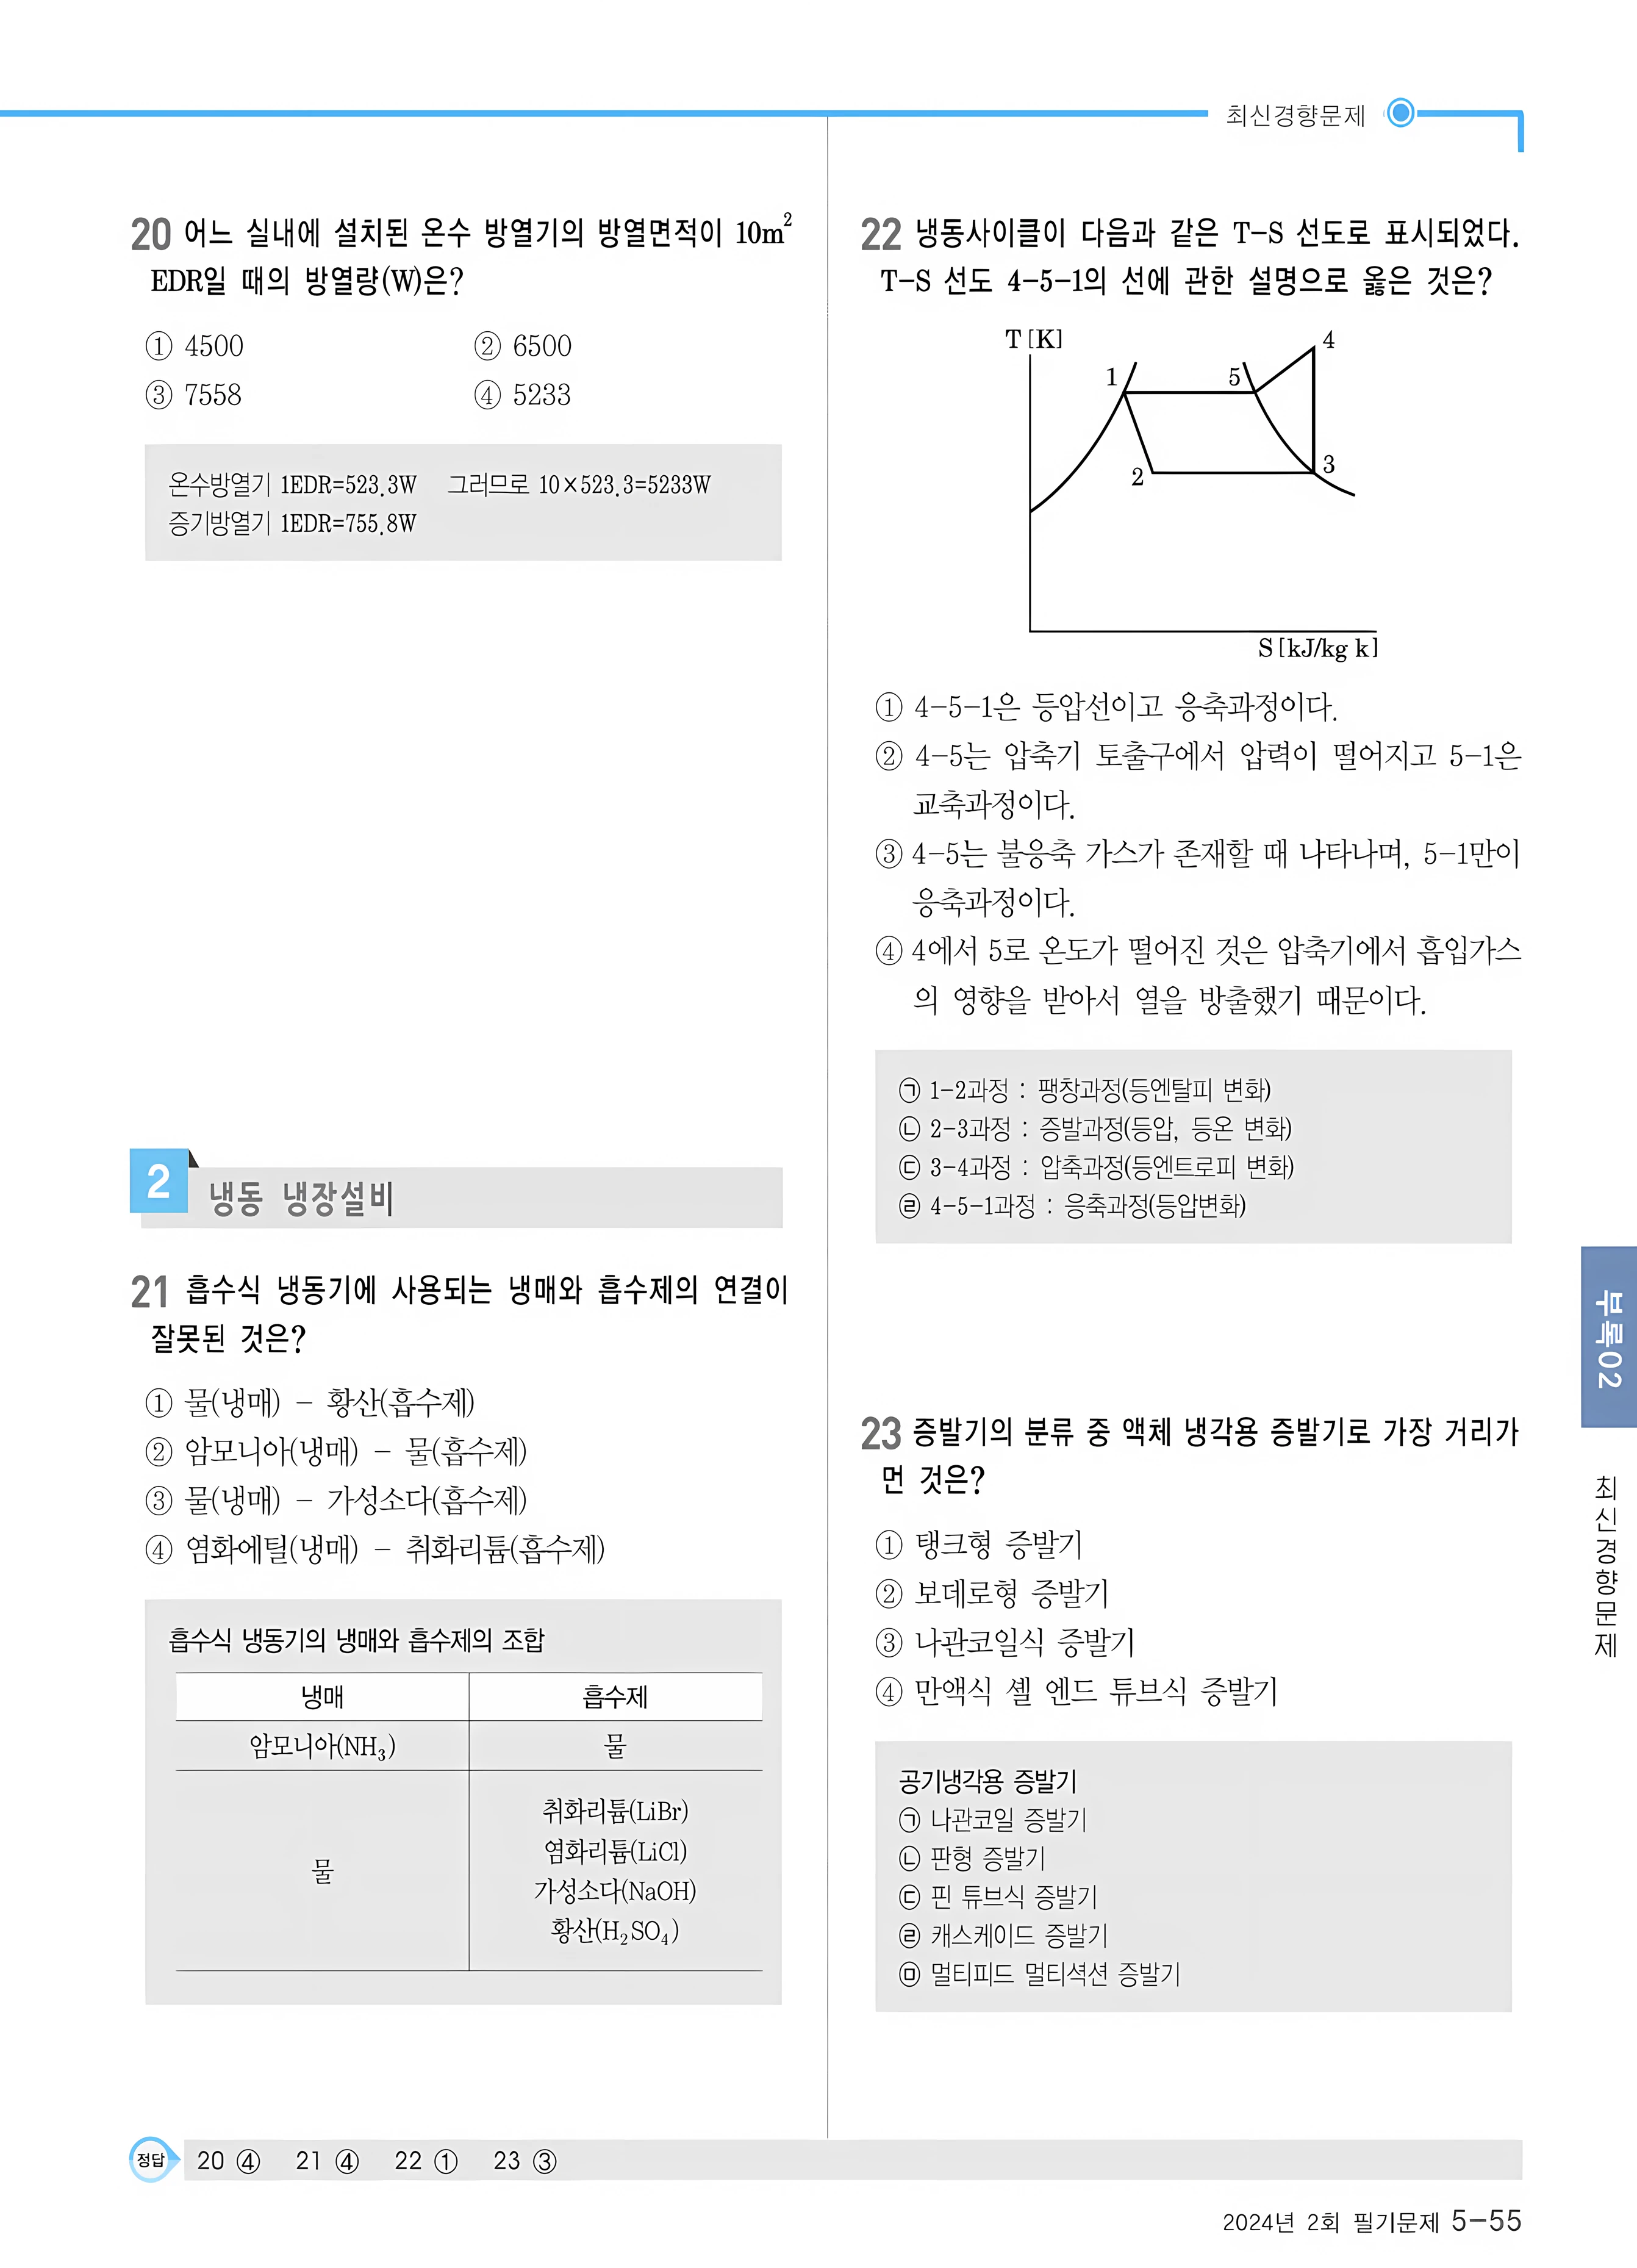 최신경향문제
20 어느 실내에 설치된 온수 방열기의 방열면적이 10m²
EDR일 때의 방열량(W)은?
① 4500 ② 6500
③ 7558 ④ 5233
온수방열기 1EDR=523.3W 그러므로 10×523.3=5233W
증기방열기 1EDR=755.8W
2 냉동 냉장설비
21 흡수식 냉동기에 사용되는 냉매와 흡수제의 연결이
잘못된 것은?
① 물(냉매) - 황산(흡수제)
② 암모니아(냉매) - 물(흡수제)
③ 물(냉매) - 가성소다(흡수제)
④ 염화에틸(냉매) - 취화리튬(흡수제)
흡수식 냉동기의 냉매와 흡수제의 조합
냉매 흡수제
암모니아(NH₃) 물
물
취화리튬(LiBr)
염화리튬(LiCl)
가성소다(NaOH)
황산(H₂SO₄)
22 냉동사이클이 다음과 같은 T-S 선도로 표시되었다.
T-S 선도 4-5-1의 선에 관한 설명으로 옳은 것은?
T[K]
4
1
5
3
2
S[kJ/kg k]
① 4-5-1은 등압선이고 응축과정이다.
② 4-5는 압축기 토출구에서 압력이 떨어지고 5-1은
교축과정이다.
③ 4-5는 불응축 가스가 존재할 때 나타나며, 5-1만이
응축과정이다.
④ 4에서 5로 온도가 떨어진 것은 압축기에서 흡입가스
의 영향을 받아서 열을 방출했기 때문이다.
㉠ 1-2과정 : 팽창과정(등엔탈피 변화)
㉡ 2-3과정 : 증발과정(등압, 등온 변화)
㉢ 3-4과정 : 압축과정(등엔트로피 변화)
㉣ 4-5-1과정 : 응축과정(등압변화)
23 증발기의 분류 중 액체 냉각용 증발기로 가장 거리가
먼 것은?
① 탱크형 증발기
② 보데로형 증발기
③ 나관코일식 증발기
④ 만액식 셸 엔드 튜브식 증발기
공기냉각용 증발기
㉠ 나관코일 증발기
㉡ 판형 증발기
㉢ 핀 튜브식 증발기
㉣ 캐스케이드 증발기
㉤ 멀티피드 멀티셕션 증발기
부록02
최신경향문제
정답 20 ④ 21 ④ 22 ① 23 ③
2024년 2회 필기문제 5-55